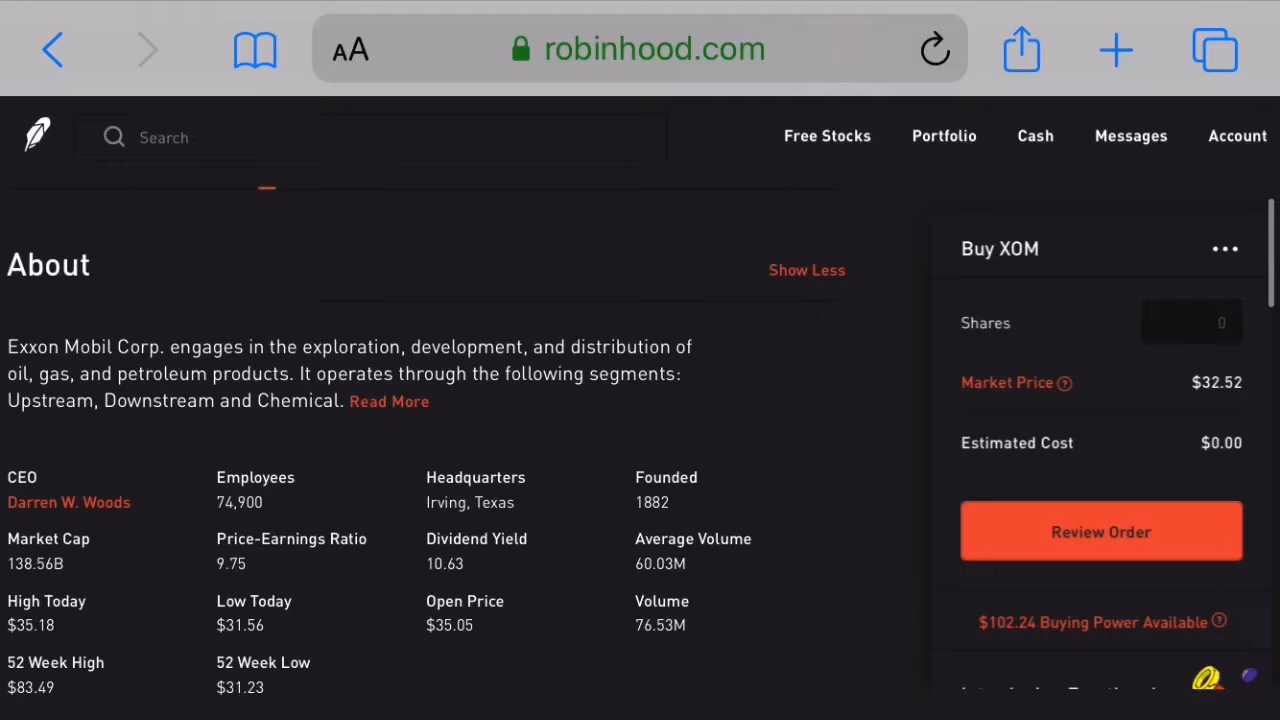 AA robinhood.com
Search Free Stocks Portfolio Cash Messages Account
About Show Less
Exxon Mobil Corp. engages in the exploration, development, and distribution of
oil, gas, and petroleum products. It operates through the following segments:
Upstream, Downstream and Chemical. Read More
CEO Employees Headquarters Founded
Darren W. Woods 74,900 Irving, Texas 1882
Market Cap Price-Earnings Ratio Dividend Yield Average Volume
138.56B 9.75 10.63 60.03M
High Today Low Today Open Price Volume
$35.18 $31.56 $35.05 76.53M
52 Week High 52 Week Low
$83.49 $31.23
Buy XOM
Shares 0
Market Price $32.52
Estimated Cost $0.00
Review Order
$102.24 Buying Power Available